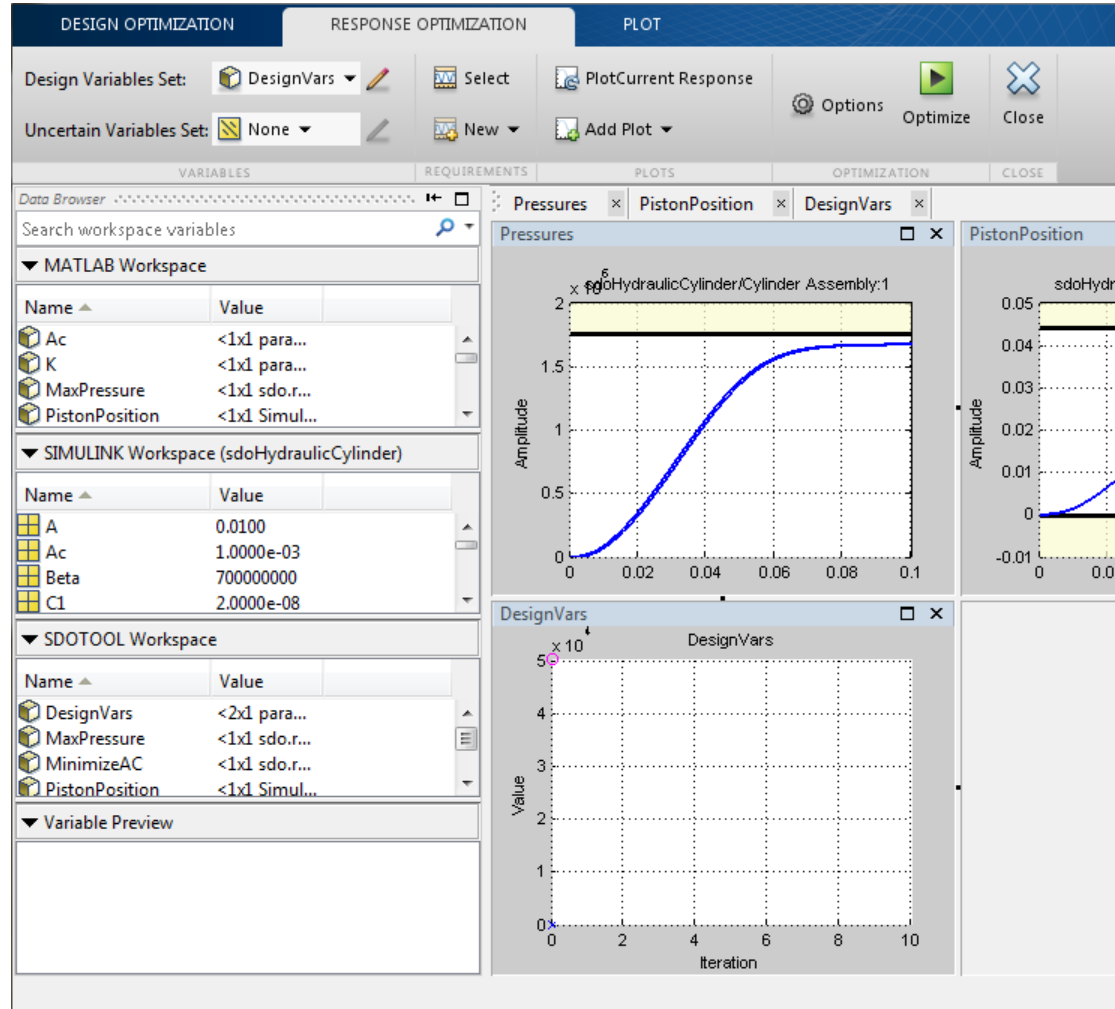 DESIGN OPTIMIZATION RESPONSE OPTIMIZATION PLOT
Design Variables Set: DesignVars Select PlotCurrent Response
Options Optimize Close
Uncertain Variables Set: None New Add Plot
VARIABLES REQUIREMENTS PLOTS OPTIMIZATION CLOSE
Data Browser
Search workspace variables
MATLAB Workspace
Name Value
Ac <1x1 para...
K <1x1 para...
MaxPressure <1x1 sdo.r...
PistonPosition <1x1 Simul...
SIMULINK Workspace (sdoHydraulicCylinder)
Name Value
A 0.0100
Ac 1.0000e-03
Beta 700000000
C1 2.0000e-08
SDOTOOL Workspace
Name Value
DesignVars <2x1 para...
MaxPressure <1x1 sdo.r...
MinimizeAC <1x1 sdo.r...
PistonPosition <1x1 Simul...
Variable Preview
Pressures × PistonPosition × DesignVars ×
Pressures
x 10 6
sdoHydraulicCylinder/Cylinder Assembly:1
2
1.5
1
0.5
0
Amplitude
0 0.02 0.04 0.06 0.08 0.1
PistonPosition
sdoHydr
0.05
0.04
0.03
0.02
0.01
0
-0.01
Amplitude
0 0.0
DesignVars
x 10
DesignVars
5
4
3
2
1
0
Value
0 2 4 6 8 10
Iteration